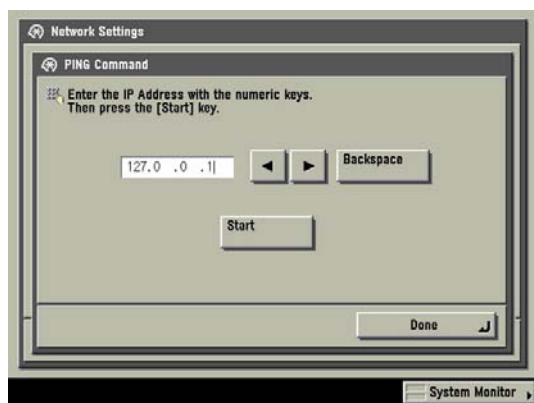 Network Settings
PING Command
Enter the IP Address with the numeric keys.
Then press the [Start] key.
127.0 .0 .1
Backspace
Start
Done
System Monitor